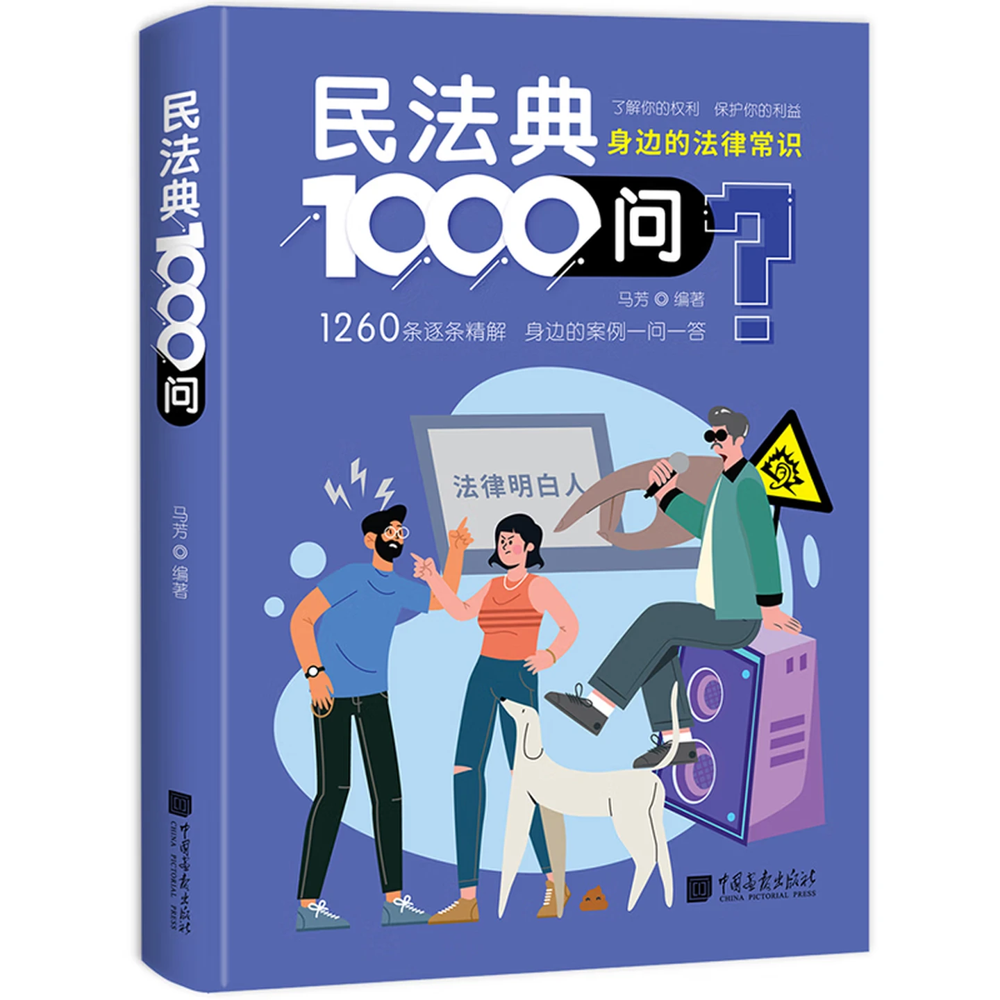 民法典
1000问
马芳◎编著
中国画报出版社
CHINA PICTORIAL PRESS
民法典
了解你的权利 保护你的利益
身边的法律常识
1000问?
马芳◎编著
1260条逐条精解 身边的案例一问一答
法律明白人
中国画报出版社
CHINA PICTORIAL PRESS